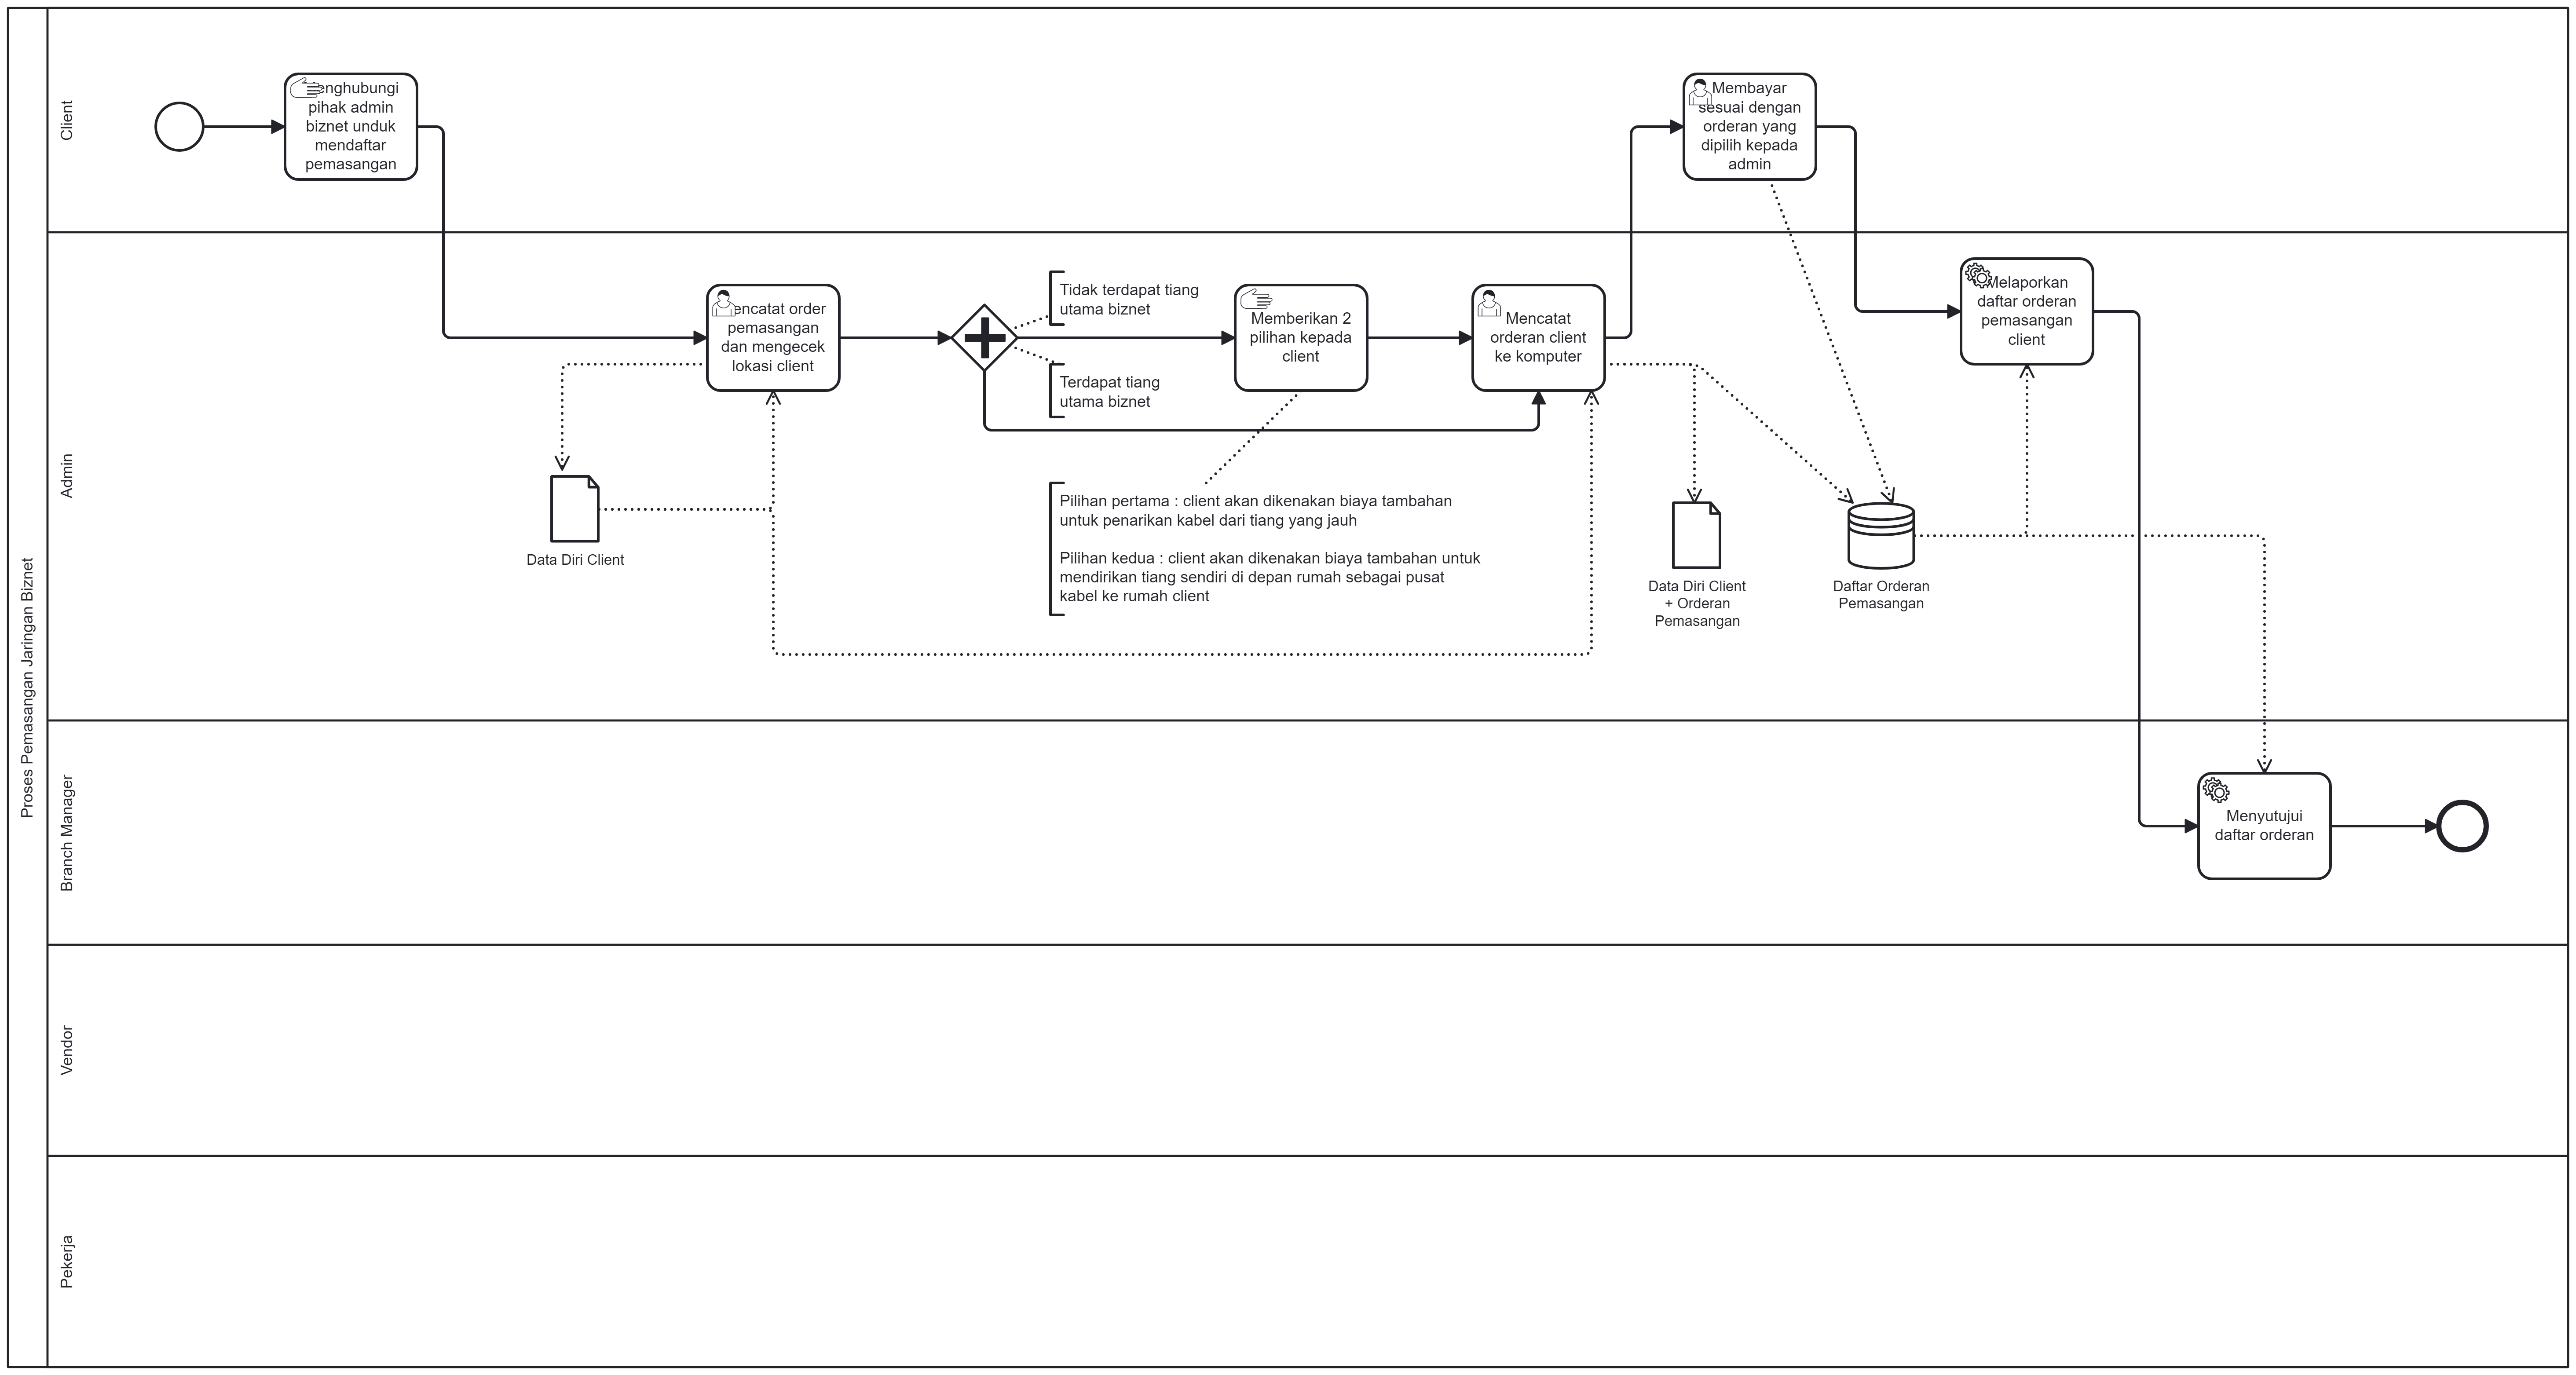 Proses Pemasangan Jaringan Biznet
Client
enghubungi
pihak admin
biznet unduk
mendaftar
pemasangan
Membayar
sesuai dengan
orderan yang
dipilih kepada
admin
Admin
encatat order
pemasangan
dan mengecek
lokasi client
Tidak terdapat tiang
utama biznet
Terdapat tiang
utama biznet
Memberikan 2
pilihan kepada
client
Mencatat
orderan client
ke komputer
Melaporkan
daftar orderan
pemasangan
client
Data Diri Client
Pilihan pertama : client akan dikenakan biaya tambahan
untuk penarikan kabel dari tiang yang jauh
Pilihan kedua : client akan dikenakan biaya tambahan untuk
mendirikan tiang sendiri di depan rumah sebagai pusat
kabel ke rumah client
Data Diri Client
+ Orderan
Pemasangan
Daftar Orderan
Pemasangan
Branch Manager
Menyutujui
daftar orderan
Vendor
Pekerja